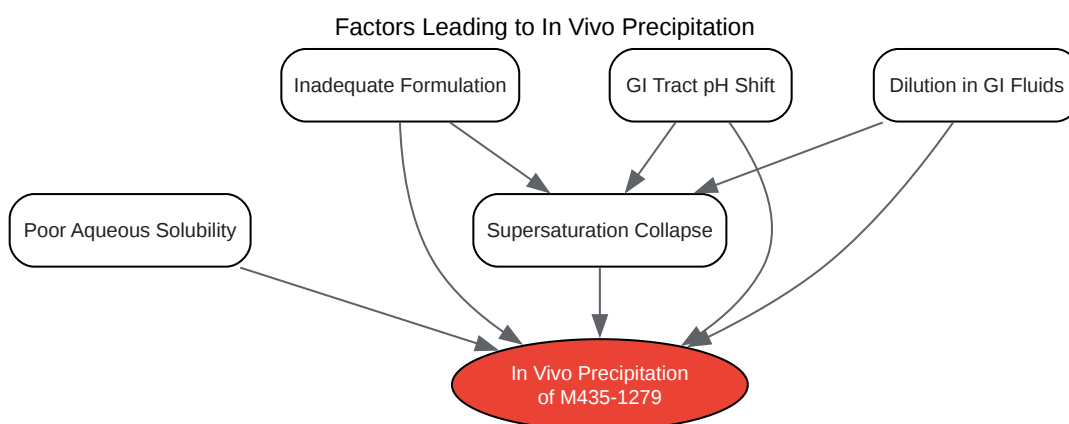 Factors Leading to In Vivo Precipitation
Inadequate Formulation
GI Tract pH Shift
Dilution in GI Fluids
Poor Aqueous Solubility
Supersaturation Collapse
In Vivo Precipitation
of M435-1279